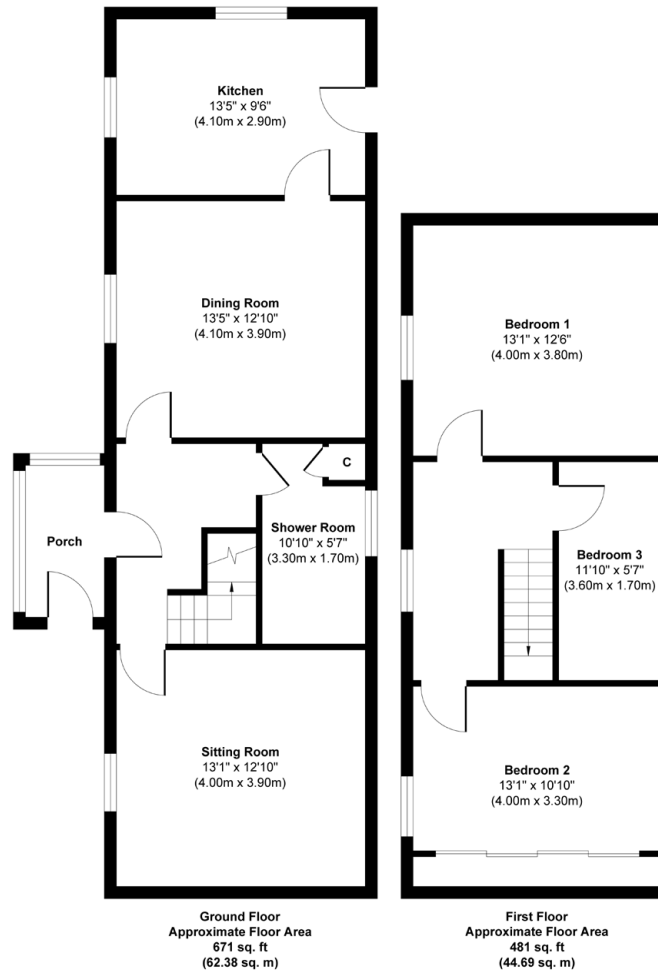 Kitchen
13'5" x 9'6"
(4.10m x 2.90m)
Dining Room
13'5" x 12'10"
(4.10m x 3.90m)
C
Porch
Shower Room
10'10" x 5'7"
(3.30m x 1.70m)
Sitting Room
13'1" x 12'10"
(4.00m x 3.90m)
Ground Floor
Approximate Floor Area
671 sq. ft
(62.38 sq. m)
Bedroom 1
13'1" x 12'6"
(4.00m x 3.80m)
Bedroom 3
11'10" x 5'7"
(3.60m x 1.70m)
Bedroom 2
13'1" x 10'10"
(4.00m x 3.30m)
First Floor
Approximate Floor Area
481 sq. ft
(44.69 sq. m)